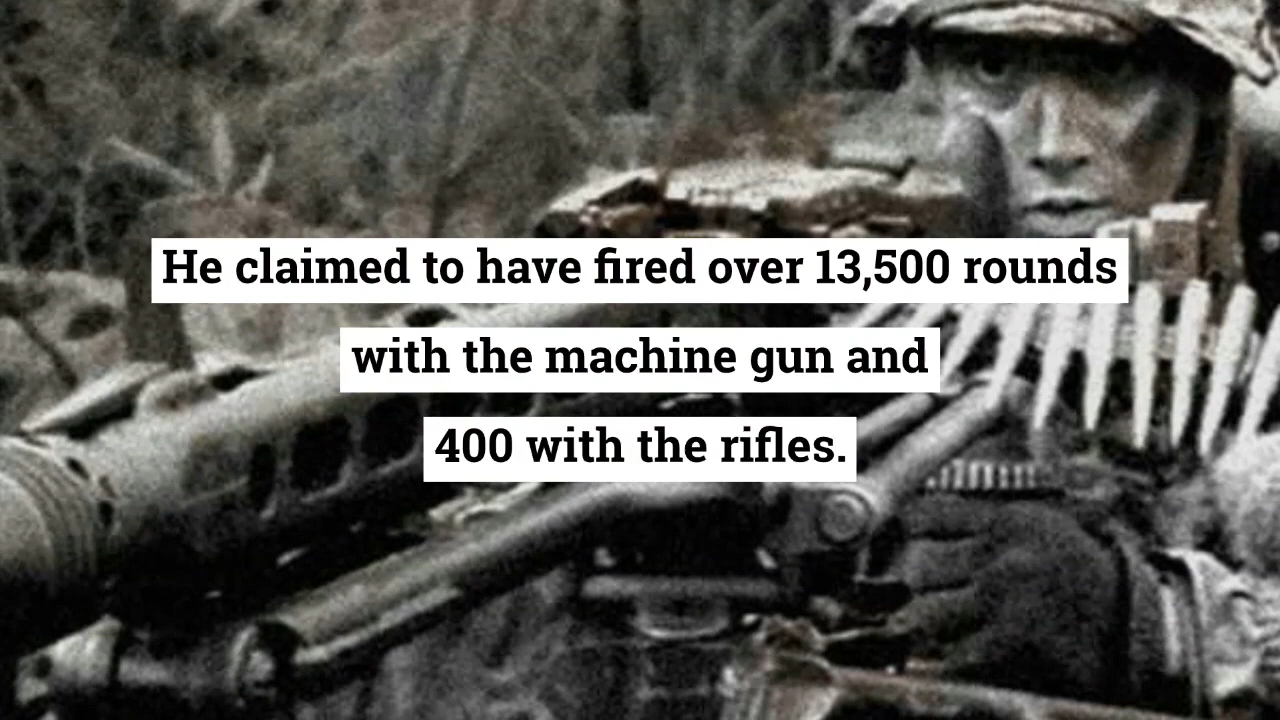 He claimed to have fired over 13,500 rounds
with the machine gun and
400 with the rifles.